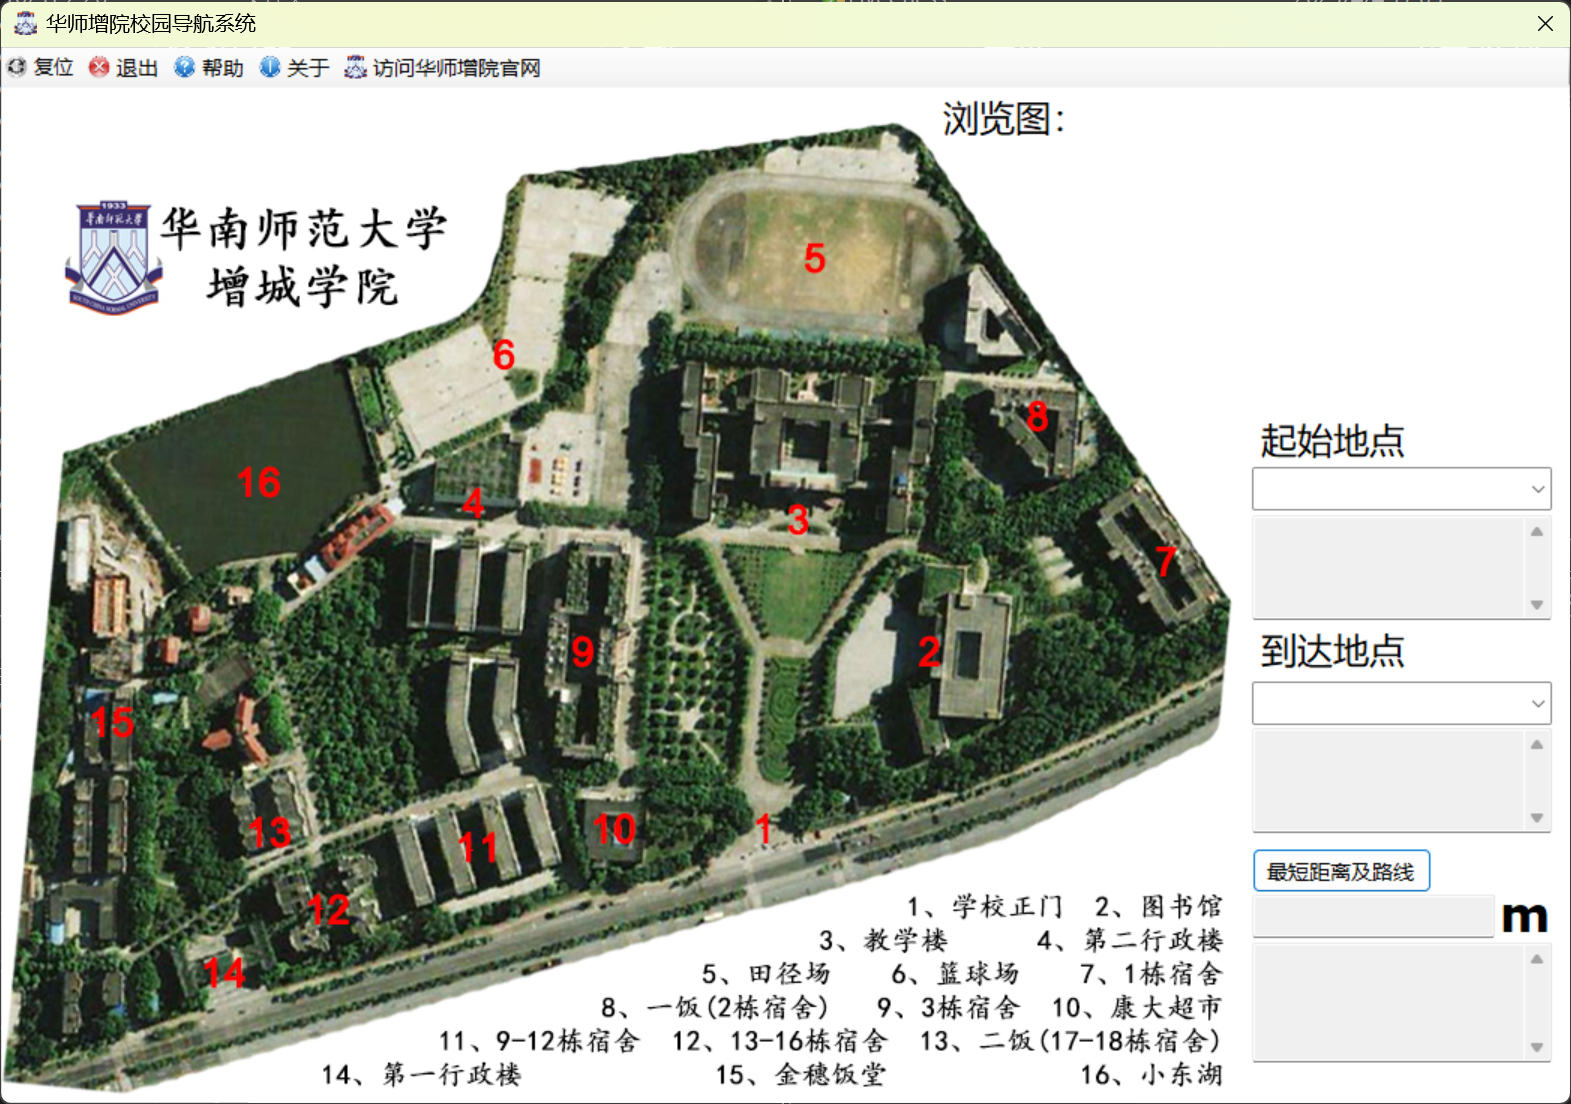 华师增院校园导航系统
复位 退出 帮助 关于 访问华师增院官网
浏览图：
1933
华南师范大学
SOUTH CHINA NORMAL UNIVERSITY
华南师范大学
增城学院
5
6
8
16
4
3
7
2
9
15
13
11
10
1
12
14
起始地点
到达地点
最短距离及路线
m
1、学校正门 2、图书馆
3、教学楼 4、第二行政楼
5、田径场 6、篮球场 7、1栋宿舍
8、一饭(2栋宿舍) 9、3栋宿舍 10、康大超市
11、9-12栋宿舍 12、13-16栋宿舍 13、二饭(17-18栋宿舍)
14、第一行政楼 15、金穗饭堂 16、小东湖